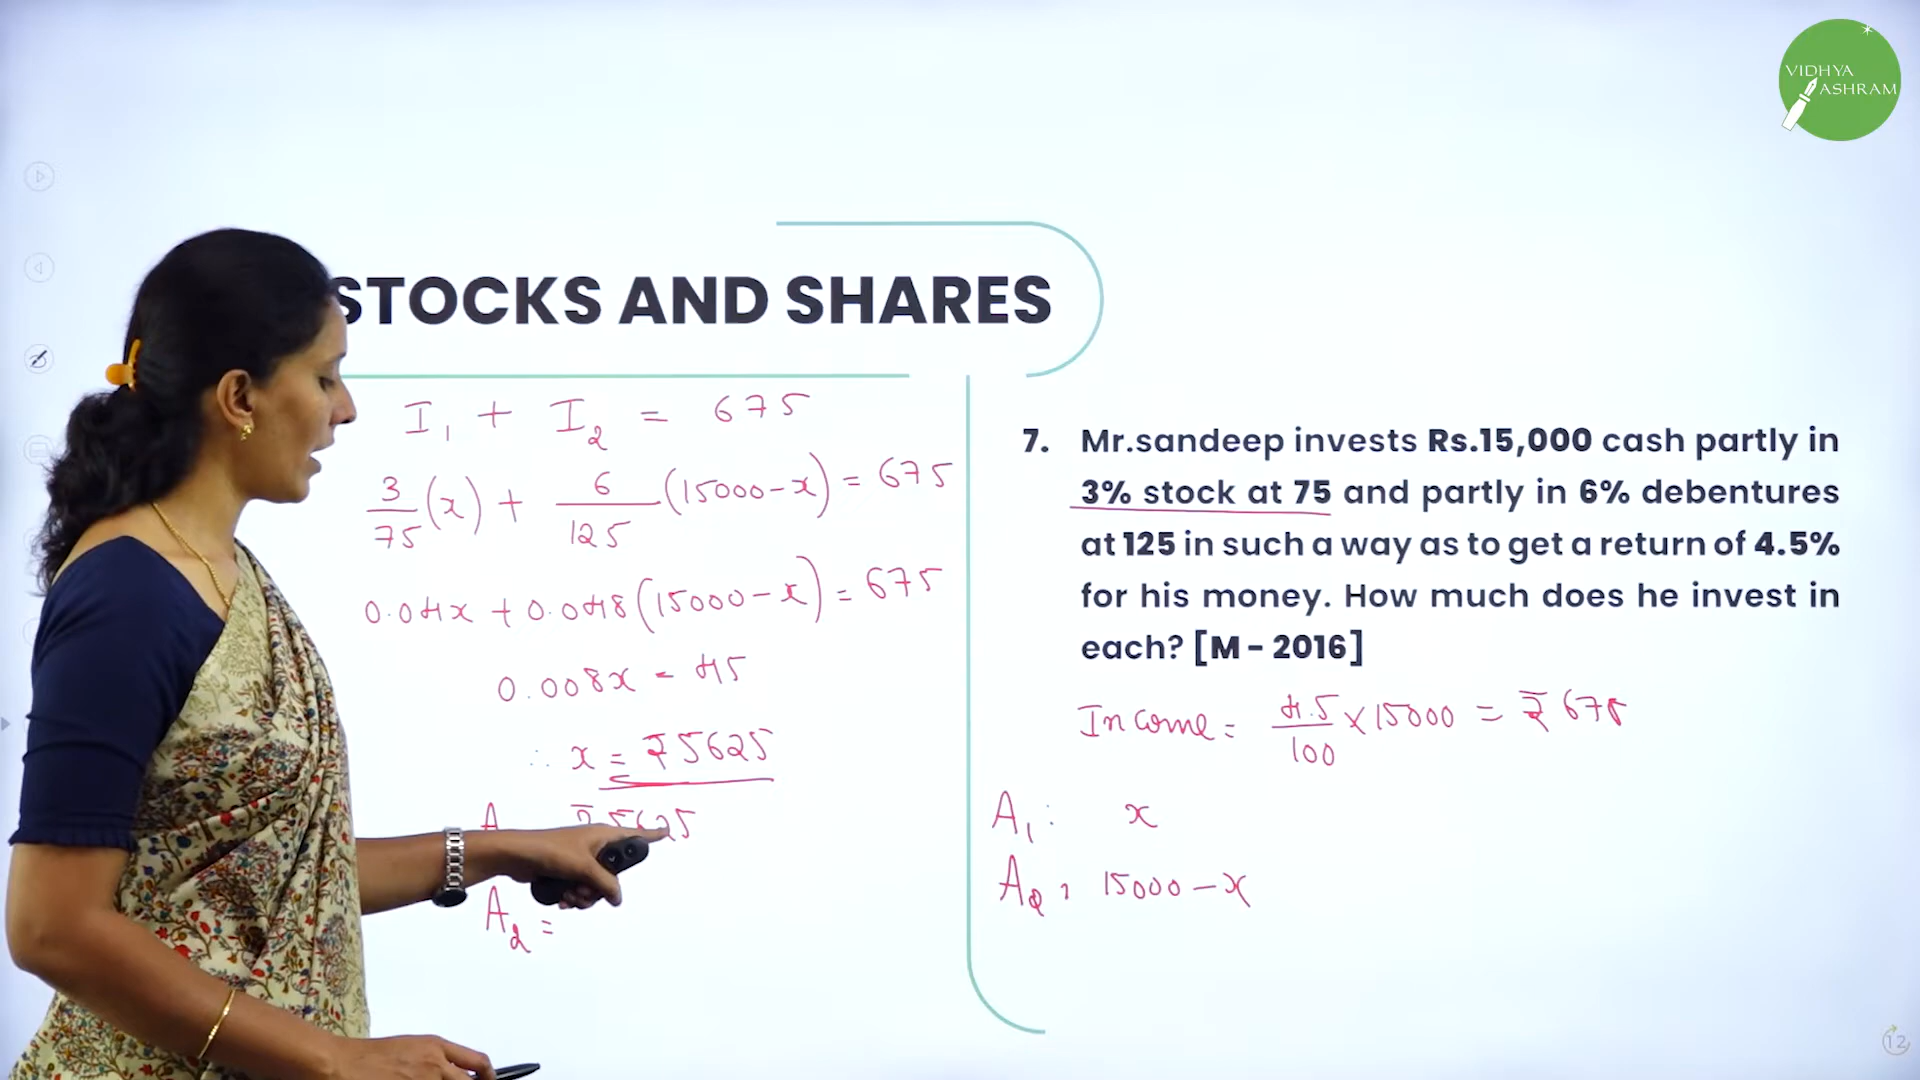 VIDHYA
ASHRAM
STOCKS AND SHARES
I₁ + I₂ = 675
3/75 (x) + 6/125 (15000-x) = 675
0.04x + 0.048 (15000-x) = 675
0.008x = 45
∴ x = ₹5625
A ₹5625
A₂ =
7. Mr.sandeep invests Rs.15,000 cash partly in
3% stock at 75 and partly in 6% debentures
at 125 in such a way as to get a return of 4.5%
for his money. How much does he invest in
each? [M - 2016]
Income = 4.5/100 × 15000 = ₹675
A₁: x
A₂, 15000 - x
12